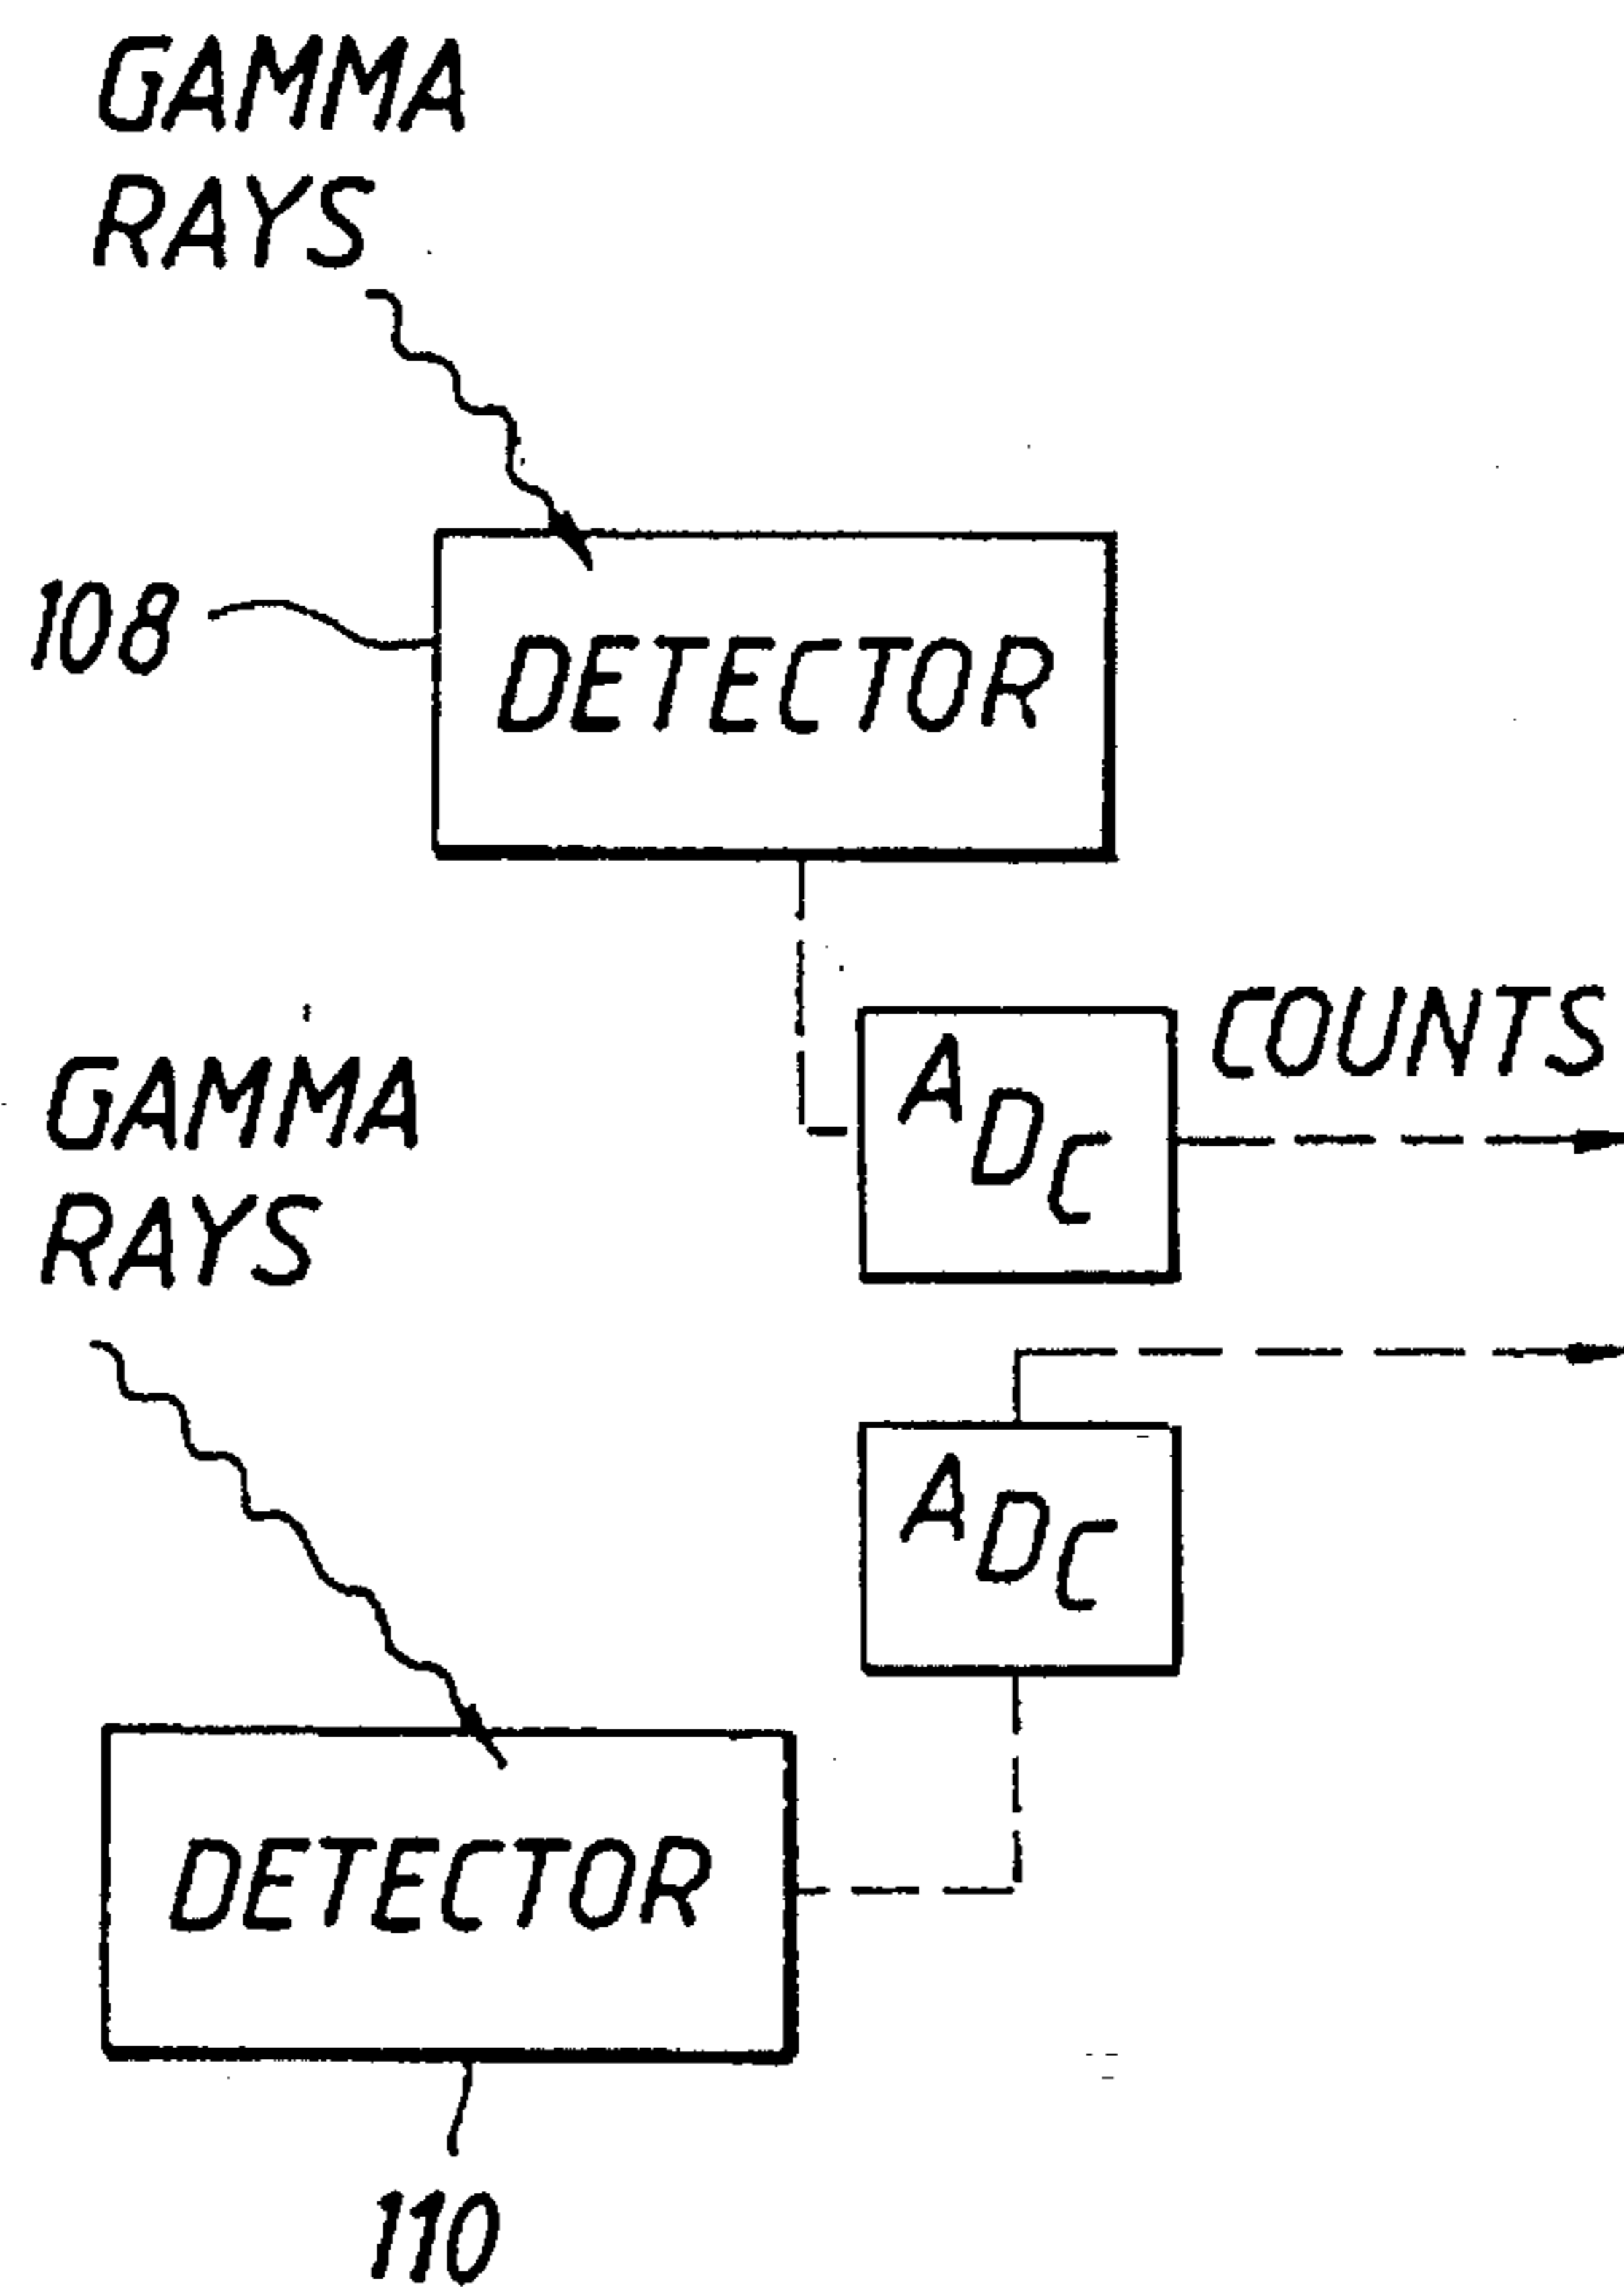 GAMMA
RAYS
108
DETECTOR
ADC
COUNTS
GAMMA
RAYS
ADC
DETECTOR
110